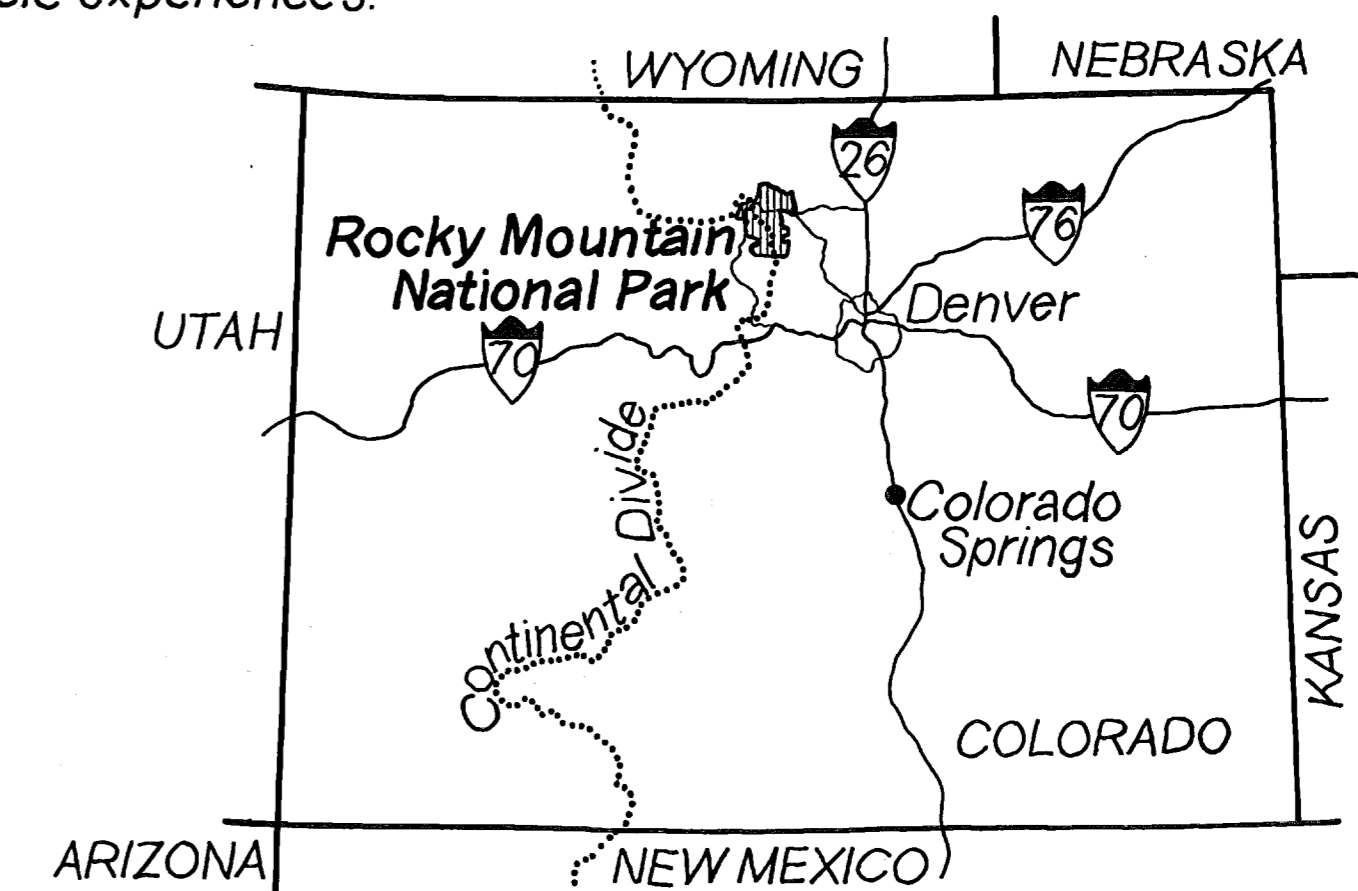 experiences.
WYOMING
NEBRASKA
26
76
Rocky Mountain
National Park
UTAH
70
Denver
70
Continental Divide
Colorado
Springs
KANSAS
COLORADO
ARIZONA
NEW MEXICO